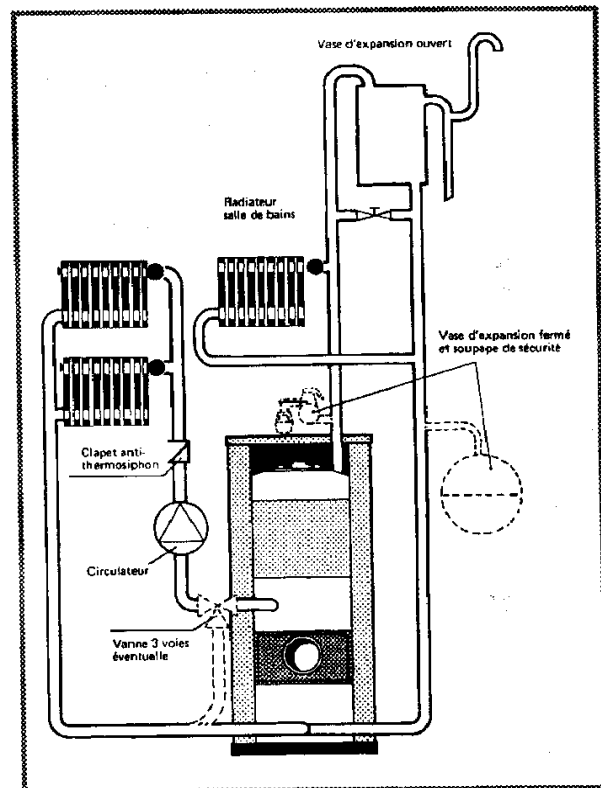 Vase d'expansion ouvert
Radiateur
salle de bains
Vase d'expansion fermé
et soupape de sécurité
Clapet anti-
thermosiphon
Circulateur
Vanne 3 voies
éventuelle